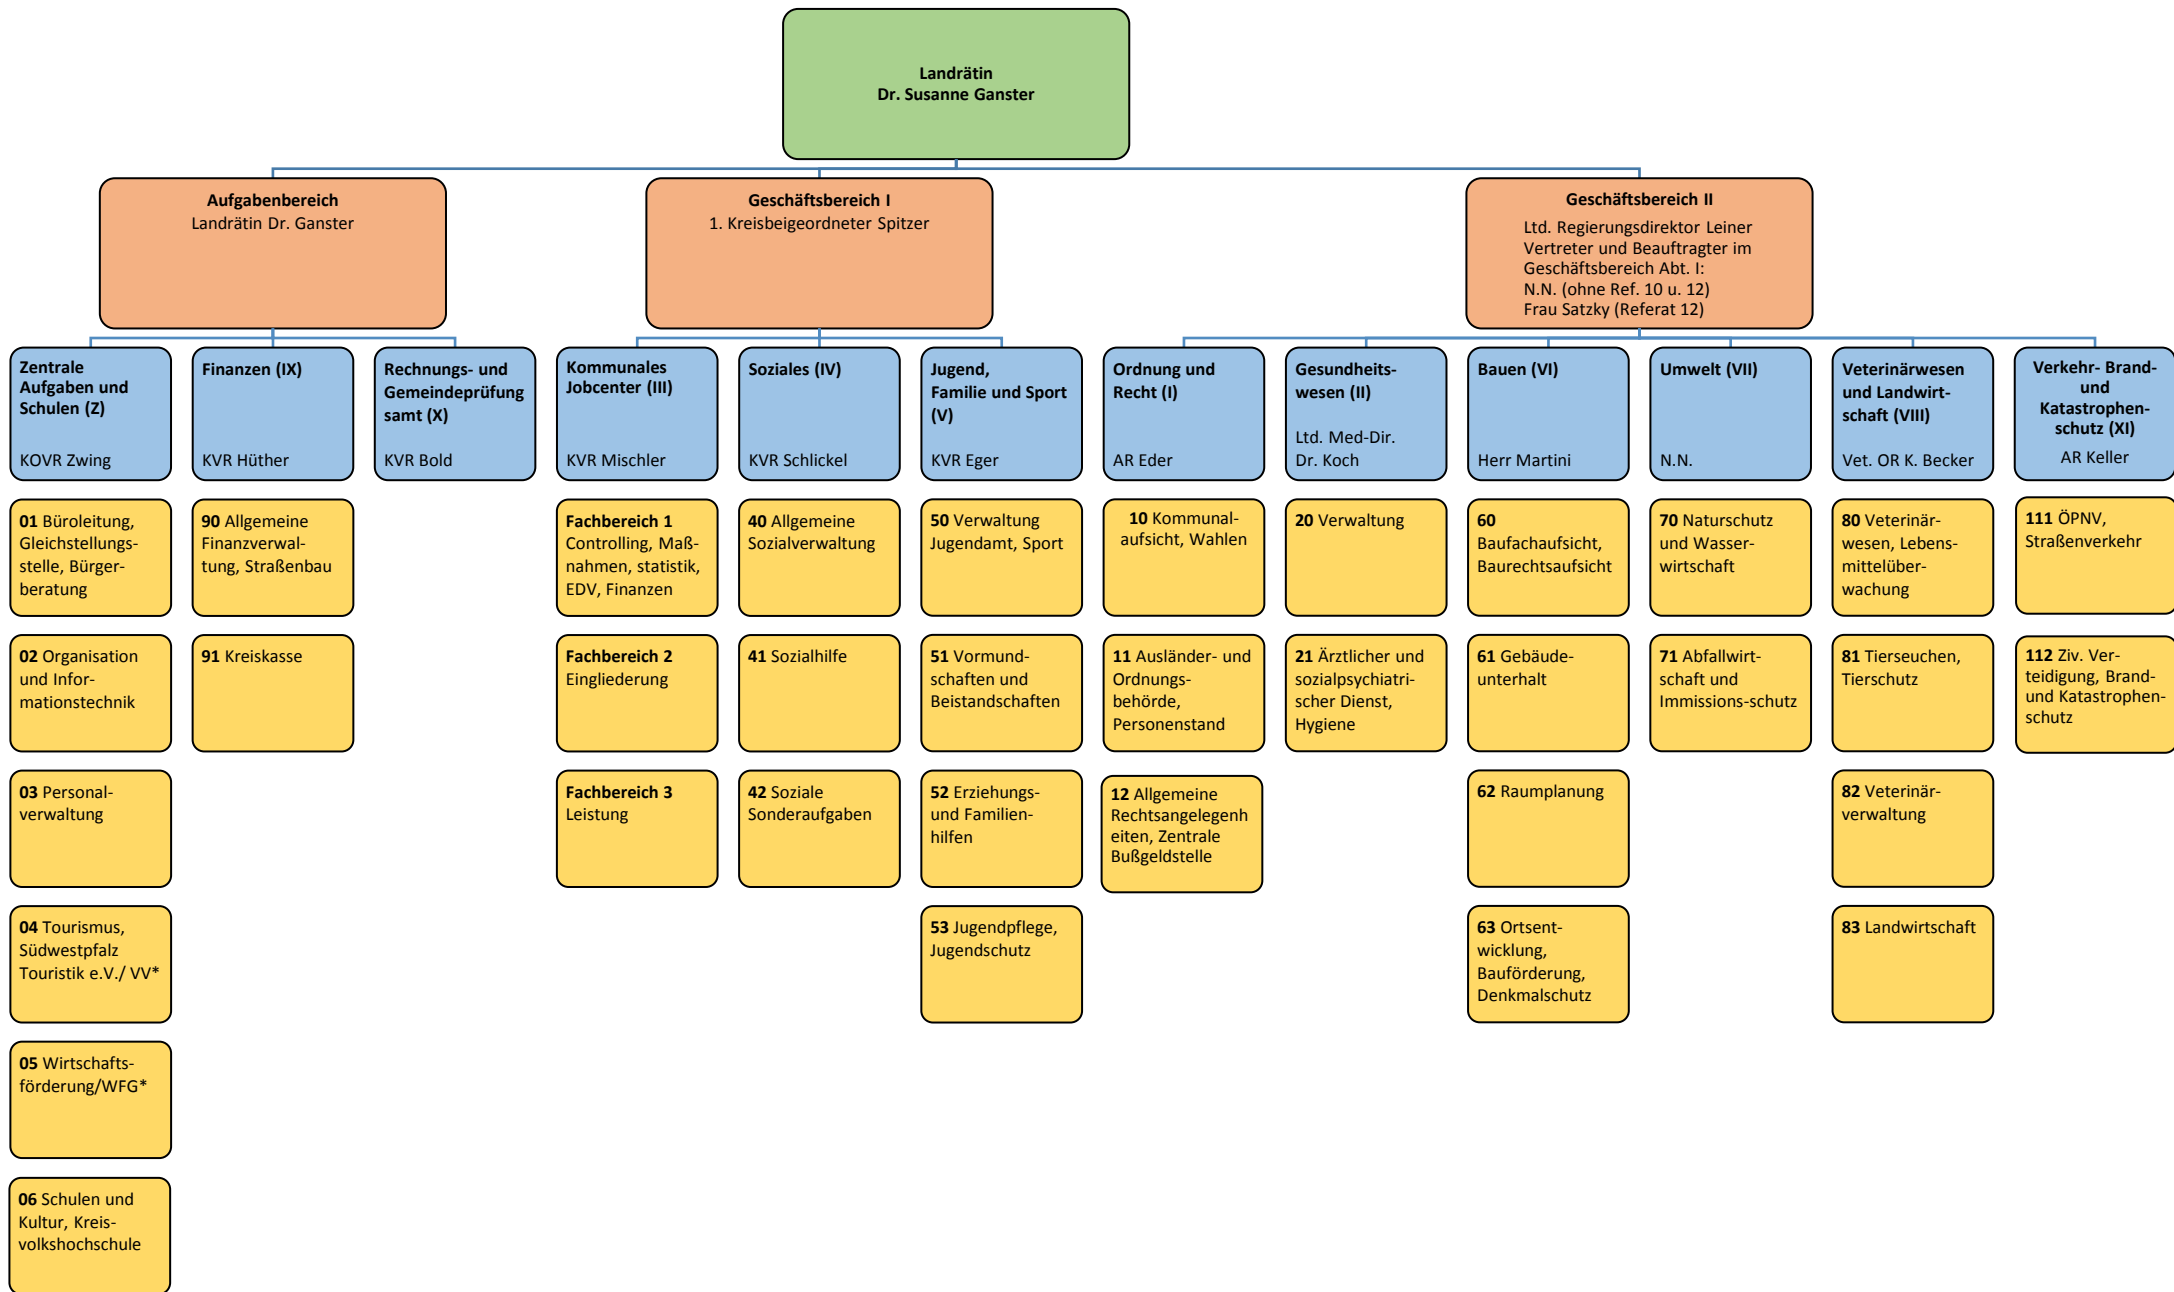 Landrätin
Dr. Susanne Ganster
Aufgabenbereich
Landrätin Dr. Ganster
Geschäftsbereich I
1. Kreisbeigeordneter Spitzer
Geschäftsbereich II
Ltd. Regierungsdirektor Leiner
Vertreter und Beauftragter im
Geschäftsbereich Abt. I:
N.N. (ohne Ref. 10 u. 12)
Frau Satzky (Referat 12)
Zentrale
Aufgaben und
Schulen (Z)
KOVR Zwing
Finanzen (IX)
KVR Hüther
Rechnungs- und
Gemeindeprüfung
samt (X)
KVR Bold
Kommunales
Jobcenter (III)
KVR Mischler
Soziales (IV)
KVR Schlickel
Jugend,
Familie und Sport
(V)
KVR Eger
Ordnung und
Recht (I)
AR Eder
Gesundheits-
wesen (II)
Ltd. Med-Dir.
Dr. Koch
Bauen (VI)
Herr Martini
Umwelt (VII)
N.N.
Veterinärwesen
und Landwirt-
schaft (VIII)
Vet. OR K. Becker
Verkehr- Brand-
und
Katastrophen-
schutz (XI)
AR Keller
01 Büroleitung,
Gleichstellungs-
stelle, Bürger-
beratung
90 Allgemeine
Finanzverwal-
tung, Straßenbau
Fachbereich 1
Controlling, Maß-
nahmen, statistik,
EDV, Finanzen
40 Allgemeine
Sozialverwaltung
50 Verwaltung
Jugendamt, Sport
10 Kommunal-
aufsicht, Wahlen
20 Verwaltung
60
Baufachaufsicht,
Baurechtsaufsicht
70 Naturschutz
und Wasser-
wirtschaft
80 Veterinär-
wesen, Lebens-
mittelüber-
wachung
111 ÖPNV,
Straßenverkehr
02 Organisation
und Infor-
mationstechnik
91 Kreiskasse
Fachbereich 2
Eingliederung
41 Sozialhilfe
51 Vormund-
schaften und
Beistandschaften
11 Ausländer- und
Ordnungs-
behörde,
Personenstand
21 Ärztlicher und
sozialpsychiatri-
scher Dienst,
Hygiene
61 Gebäude-
unterhalt
71 Abfallwirt-
schaft und
Immissions-schutz
81 Tierseuchen,
Tierschutz
112 Ziv. Ver-
teidigung, Brand-
und Katastrophen-
schutz
03 Personal-
verwaltung
Fachbereich 3
Leistung
42 Soziale
Sonderaufgaben
52 Erziehungs-
und Familien-
hilfen
12 Allgemeine
Rechtsangelegenh
eiten, Zentrale
Bußgeldstelle
62 Raumplanung
82 Veterinär-
verwaltung
04 Tourismus,
Südwestpfalz
Touristik e.V./ VV*
53 Jugendpflege,
Jugendschutz
63 Ortsent-
wicklung,
Bauförderung,
Denkmalschutz
83 Landwirtschaft
05 Wirtschafts-
förderung/WFG*
06 Schulen und
Kultur, Kreis-
volkshochschule